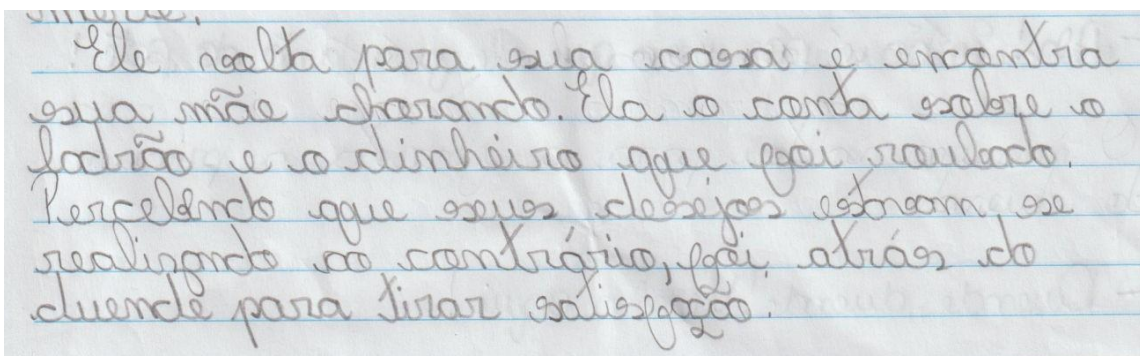 Ele volta para sua casa e encontra
sua mãe chorando. Ela o conta sobre o
ladrão e o dinheiro que foi roubado.
Percebendo que seus desejos estavam se
realizando ao contrário, foi atrás do
duende para tirar satisfação.